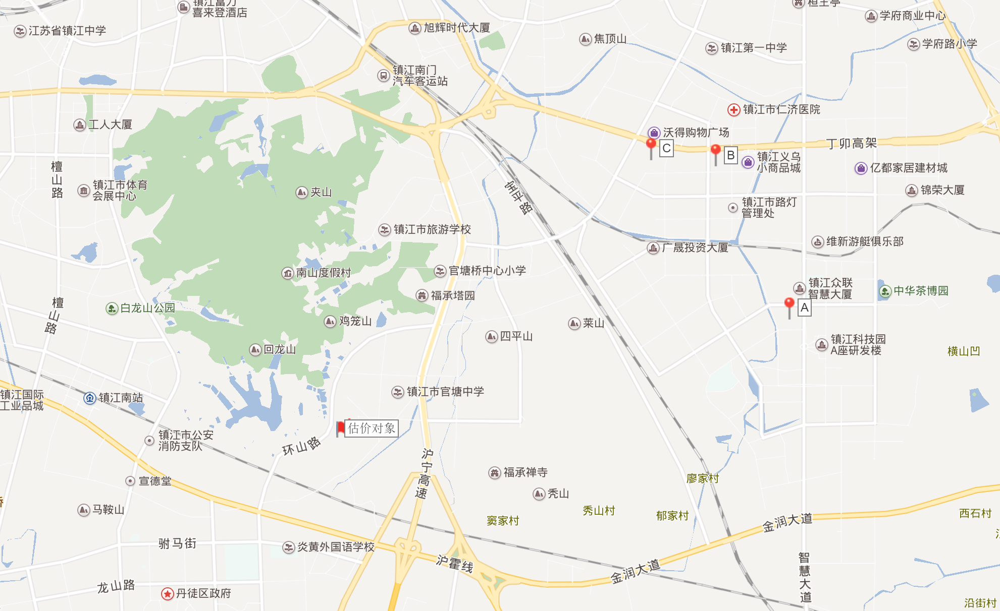 镇江富力
喜来登酒店
桓王亭
江苏省镇江中学
旭辉时代大厦
焦顶山
学府商业中心
镇江第一中学
学府路小学
镇江南门
汽车客运站
镇江市仁济医院
工人大厦
沃得购物广场
C
B
丁卯高架
镇江义乌
小商品城
亿都家居建材城
檀山路
镇江市体育
会展中心
夹山
宝平路
锦荣大厦
镇江市路灯
管理处
镇江市旅游学校
维新游艇俱乐部
广晟投资大厦
南山度假村
官塘桥中心小学
福承塔园
镇江众联
智慧大厦
中华茶博园
A
檀山路
白龙山公园
鸡笼山
四平山
莱山
回龙山
镇江科技园
A座研发楼
横山凹
镇江国际
工业品城
镇江南站
镇江市官塘中学
估价对象
镇江市公安
消防支队
环山路
沪宁高速
宣德堂
福承禅寺
廖家村
秃山
马鞍山
秀山村
窦家村
郁家村
金润大道
西石村
驸马街
炎黄外国语学校
沪霍线
金润大道
智慧大道
龙山路
丹徒区政府
沿街村